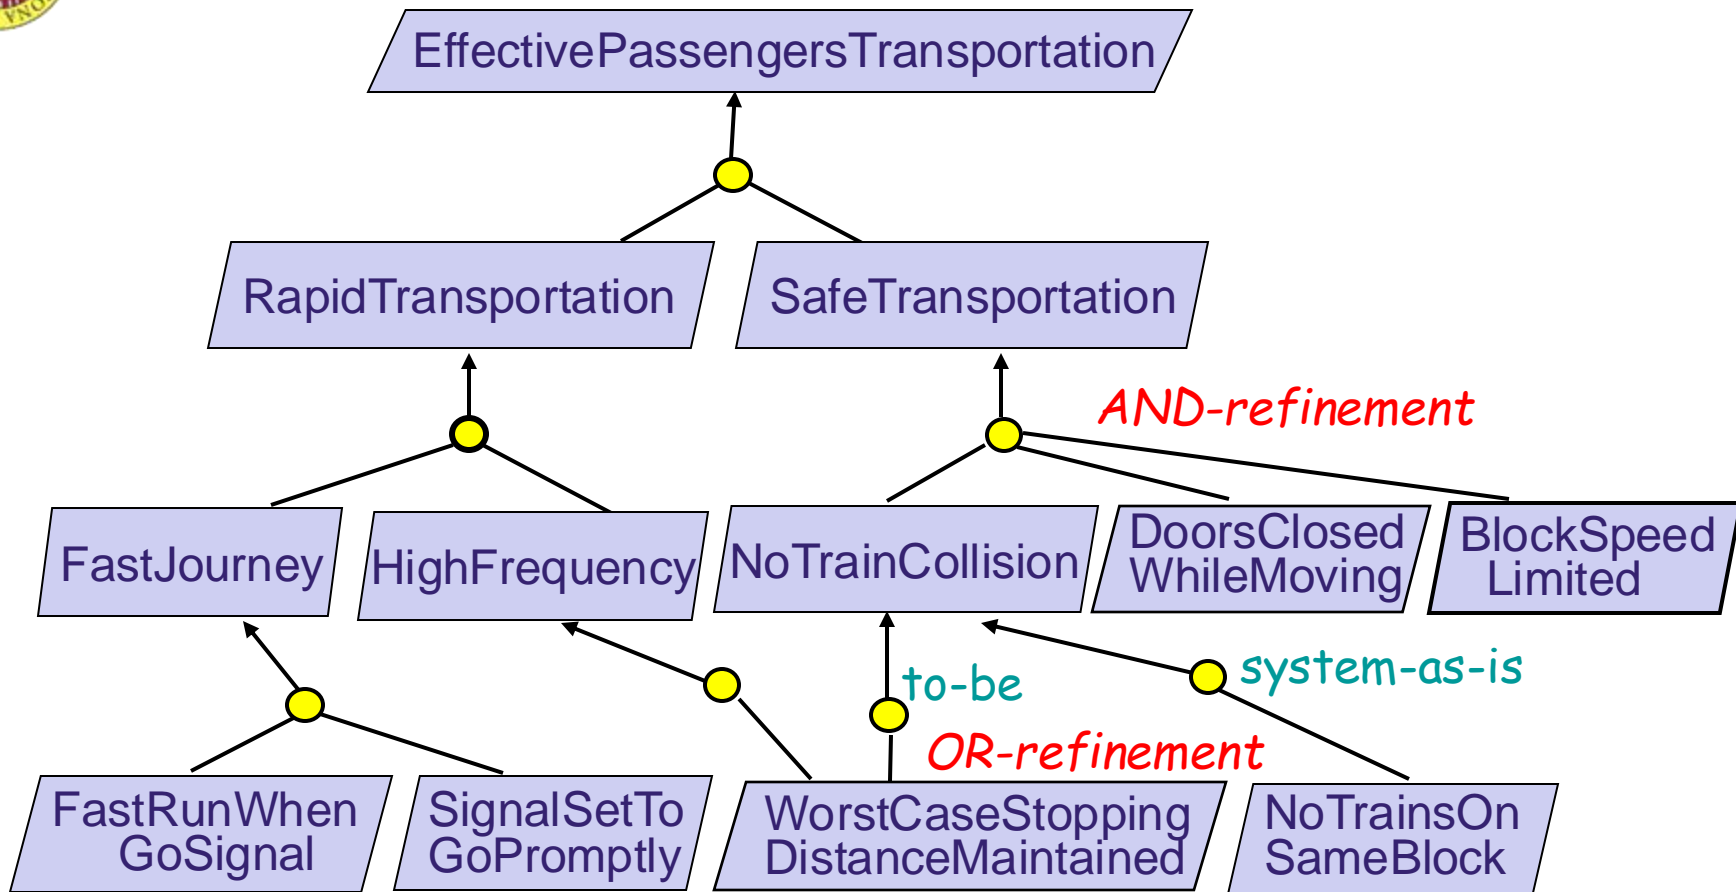 EffectivePassengersTransportation
RapidTransportation
SafeTransportation
AND-refinement
FastJourney
HighFrequency
NoTrainCollision
DoorsClosed
WhileMoving
BlockSpeed
Limited
to-be
system-as-is
OR-refinement
FastRunWhen
GoSignal
SignalSetTo
GoPromptly
WorstCaseStopping
DistanceMaintained
NoTrainsOn
SameBlock